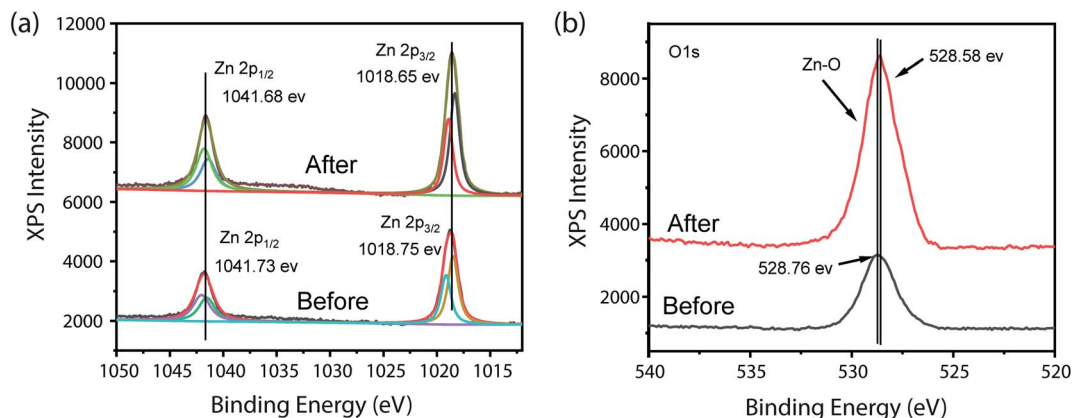 (a)
Zn 2p3/2
1018.65 ev
Zn 2p1/2
1041.68 ev
After
Zn 2p3/2
1018.75 ev
Zn 2p1/2
1041.73 ev
Before
12000
10000
8000
6000
4000
2000
XPS Intensity
1050 1045 1040 1035 1030 1025 1020 1015
Binding Energy (eV)
(b)
O1s
Zn-O
528.58 ev
After
528.76 ev
Before
8000
6000
4000
2000
XPS Intensity
540 535 530 525 520
Binding Energy (eV)